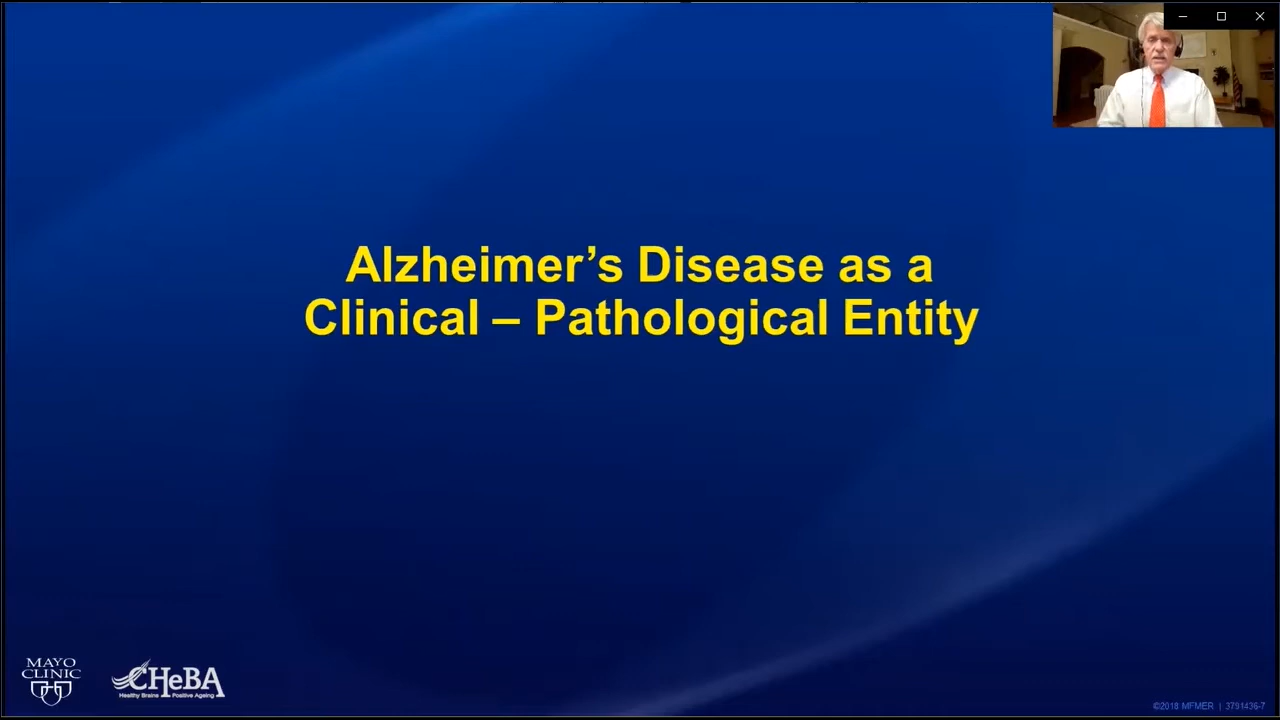 Alzheimer’s Disease as a
Clinical – Pathological Entity
MAYO
CLINIC
CHeBA
Healthy Brains Positive Ageing
©2018 MFMER | 3791436-7